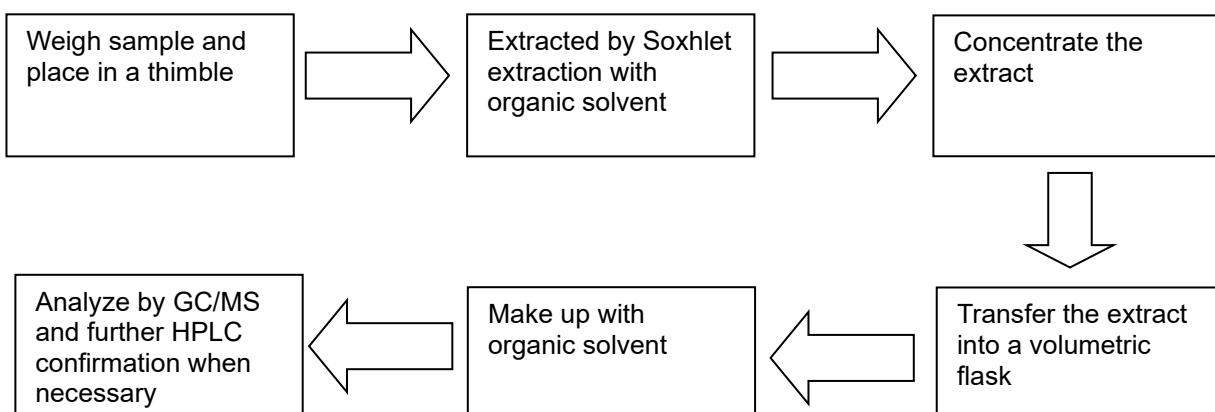 Weigh sample and
place in a thimble
Extracted by Soxhlet
extraction with
organic solvent
Concentrate the
extract
Transfer the extract
into a volumetric
flask
Make up with
organic solvent
Analyze by GC/MS
and further HPLC
confirmation when
necessary